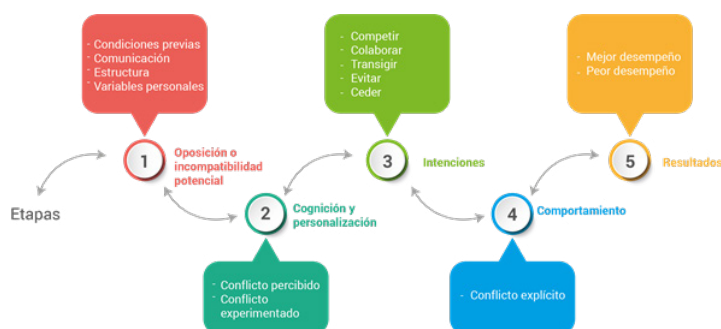 - Condiciones previas
- Comunicación
- Estructura
- Variables personales
- Competir
- Colaborar
- Transigir
- Evitar
- Ceder
- Mejor desempeño
- Peor desempeño
1
Oposición o
incompatibilidad
potencial
3
Intenciones
5
Resultados
Etapas
2
Cognición y
personalización
4
Comportamiento
- Conflicto percibido
- Conflicto
experimentado
- Conflicto explícito